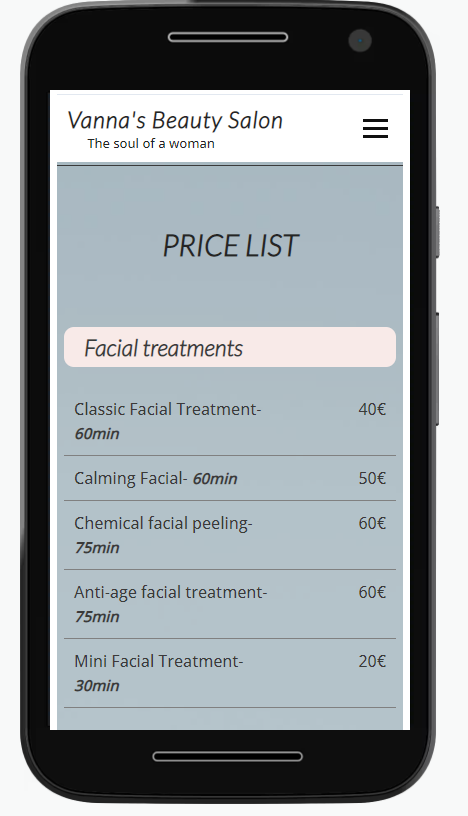 Vanna's Beauty Salon
The soul of a woman
PRICE LIST
Facial treatments
Classic Facial Treatment- 40€
60min
Calming Facial- 60min 50€
Chemical facial peeling- 60€
75min
Anti-age facial treatment- 60€
75min
Mini Facial Treatment- 20€
30min